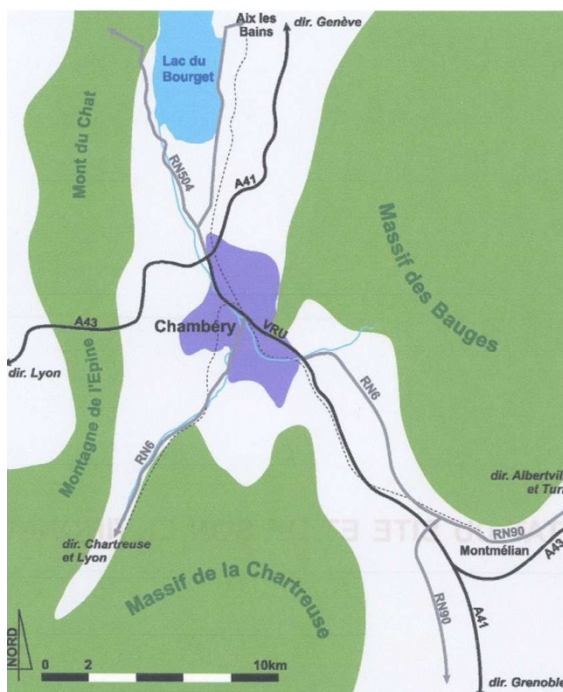 Aix les
Bains
dir. Genève
Lac du
Bourget
Mont du Chat
RN504
A41
Massif des Bauges
Chambéry
VRU
A43
dir. Lyon
Montagne de l'Epine
RN6
RN6
dir. Chartreuse
et Lyon
dir. Albertvil
et Turi
RN90
Montmélian
A43
Massif de la Chartreuse
RN90
A41
NORD
0 2 10km
dir. Grenoble